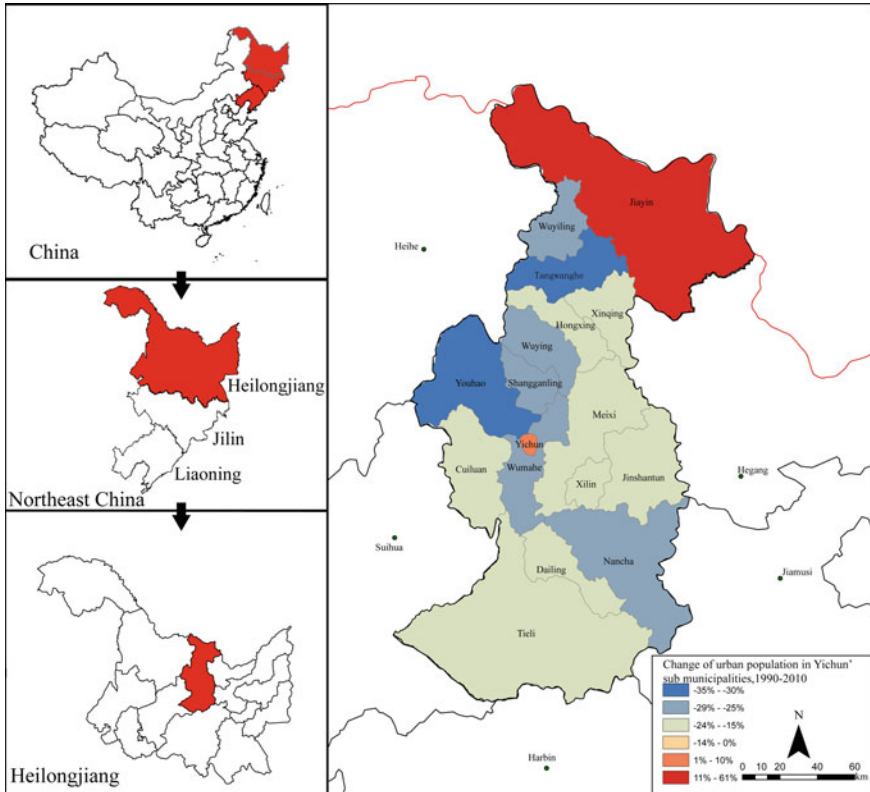 China
Heilongjiang
Jilin
Liaoning
Northeast China
Heilongjiang
Jiayin
Wuyiling
Heihe
Tangwanghe
Xinqing
Hongxing
Wuying
Youhao
Shangganling
Meixi
Yichun
Cuiluan
Wumahe
Xilin
Jinshantun
Hegang
Suihua
Nancha
Dailing
Jiamusi
Tieli
Harbin
Change of urban population in Yichun'
sub municipalities,1990-2010
-35% - -30%
-29% - -25%
-24% - -15%
-14% - 0%
1% - 10%
11% - 61%
N
0 10 20 40 60
km